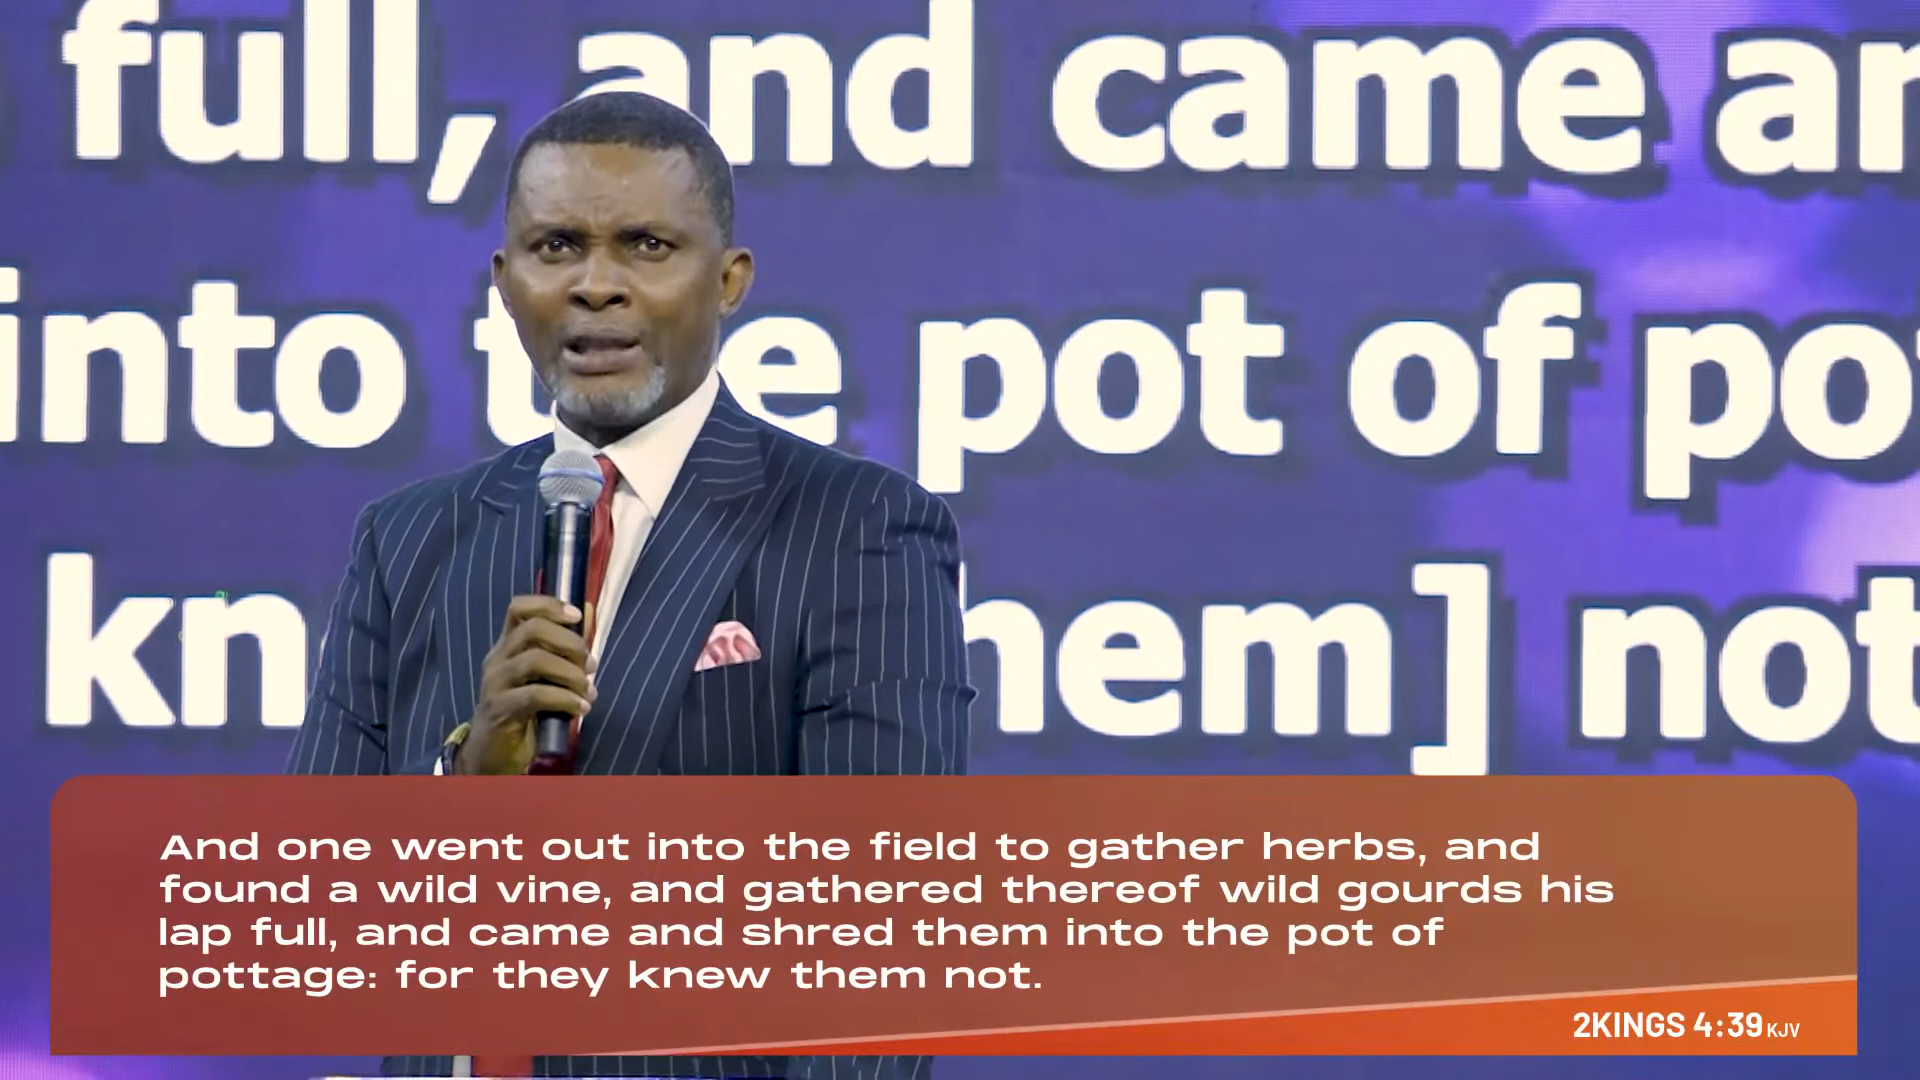 full, and came
into the pot of
kn hem] not
And one went out into the field to gather herbs, and
found a wild vine, and gathered thereof wild gourds his
lap full, and came and shred them into the pot of
pottage: for they knew them not.
2KINGS 4:39 KJV